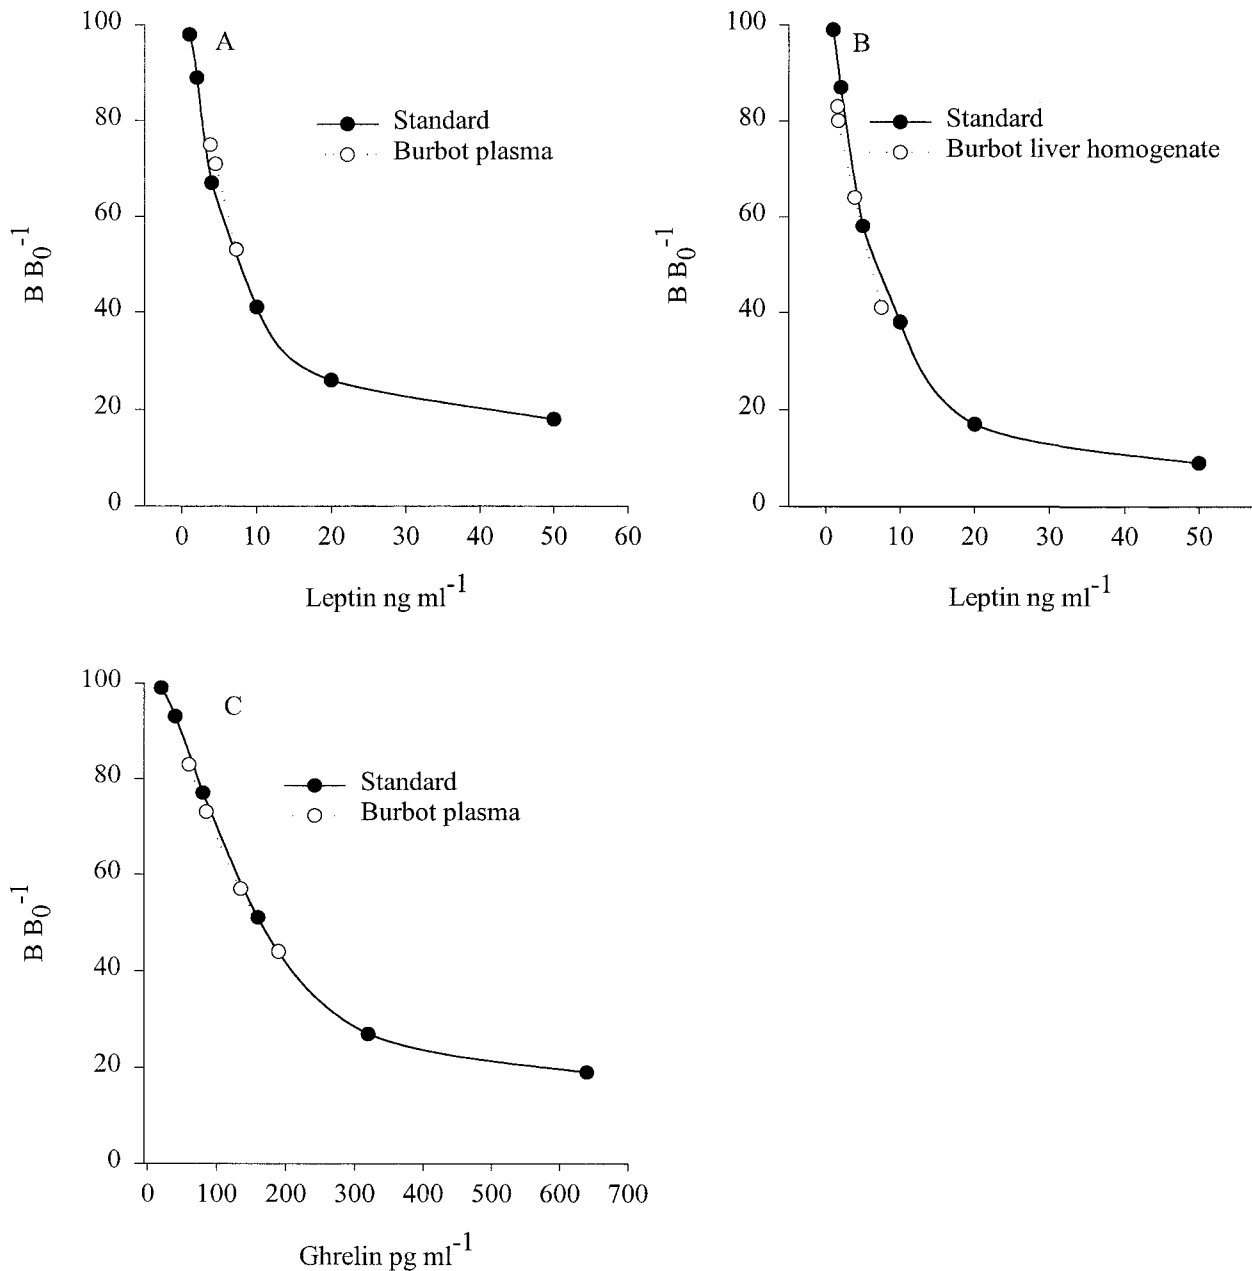 A
Standard
Burbot plasma
100
80
60
40
20
0
B B0-1
0 10 20 30 40 50 60
Leptin ng ml-1
B
Standard
Burbot liver homogenate
100
80
60
40
20
0
B B0-1
0 10 20 30 40 50
Leptin ng ml-1
C
Standard
Burbot plasma
100
80
60
40
20
0
B B0-1
0 100 200 300 400 500 600 700
Ghrelin pg ml-1